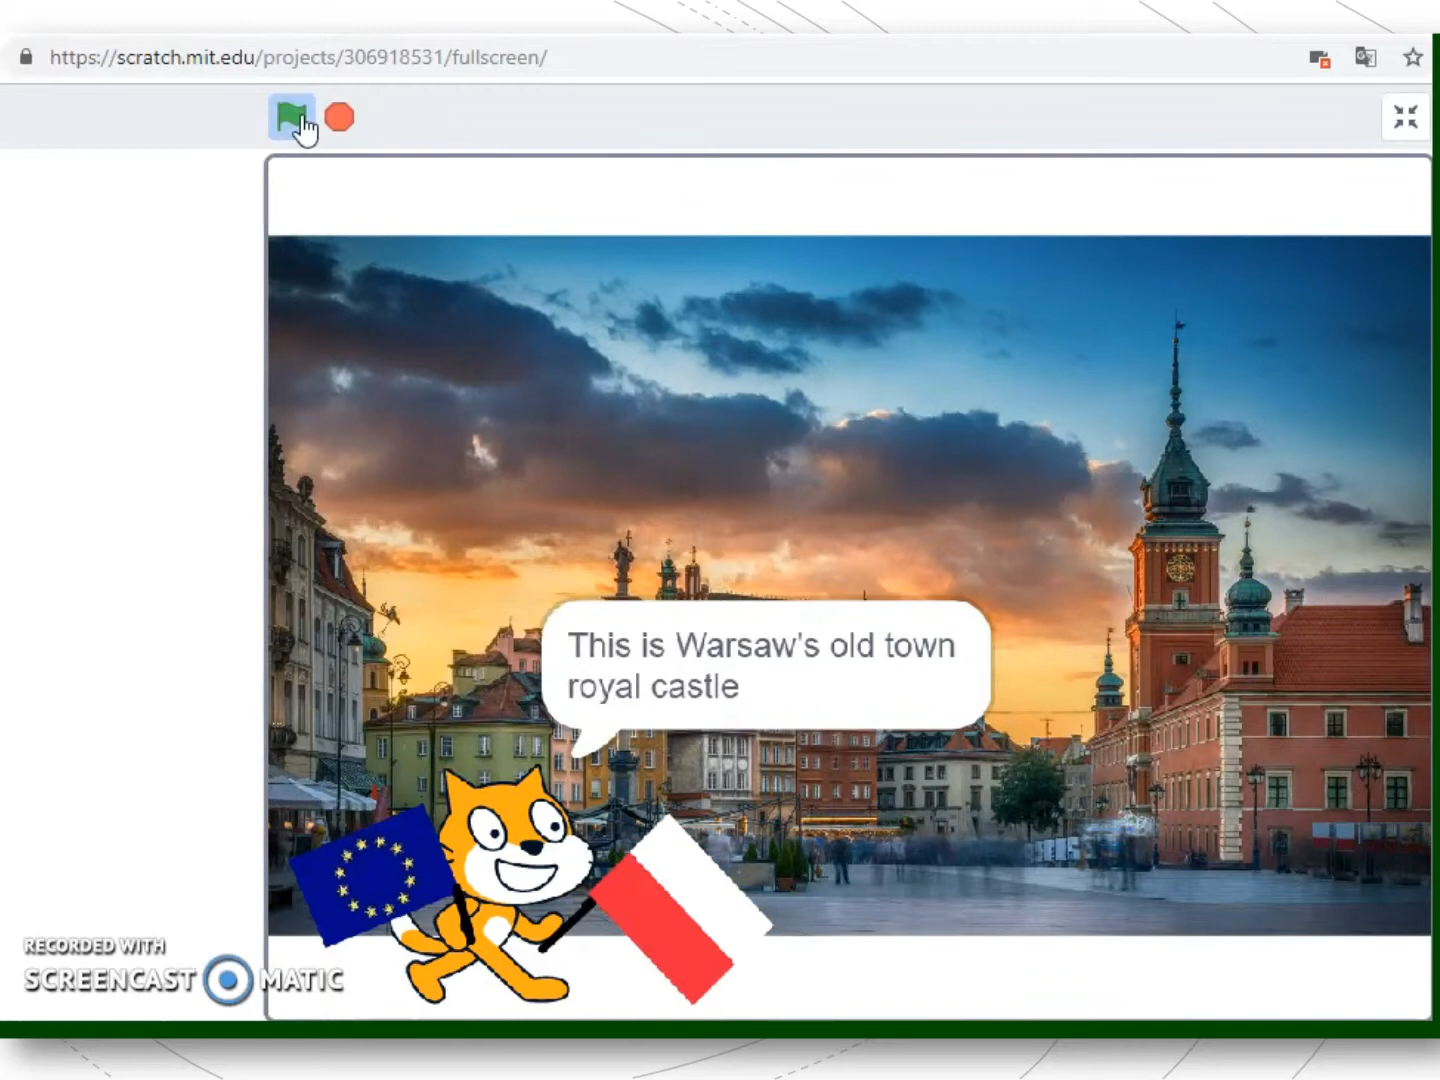 https://scratch.mit.edu/projects/306918531/fullscreen/
This is Warsaw's old town
royal castle
RECORDED WITH
SCREENCAST MATIC